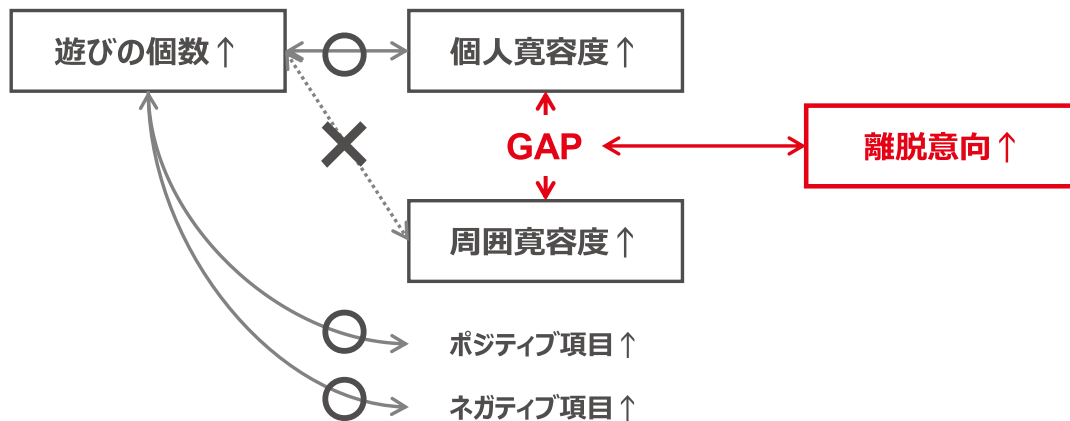 遊びの個数↑
個人寛容度↑
GAP
離脱意向↑
周囲寛容度↑
ポジティブ項目↑
ネガティブ項目↑